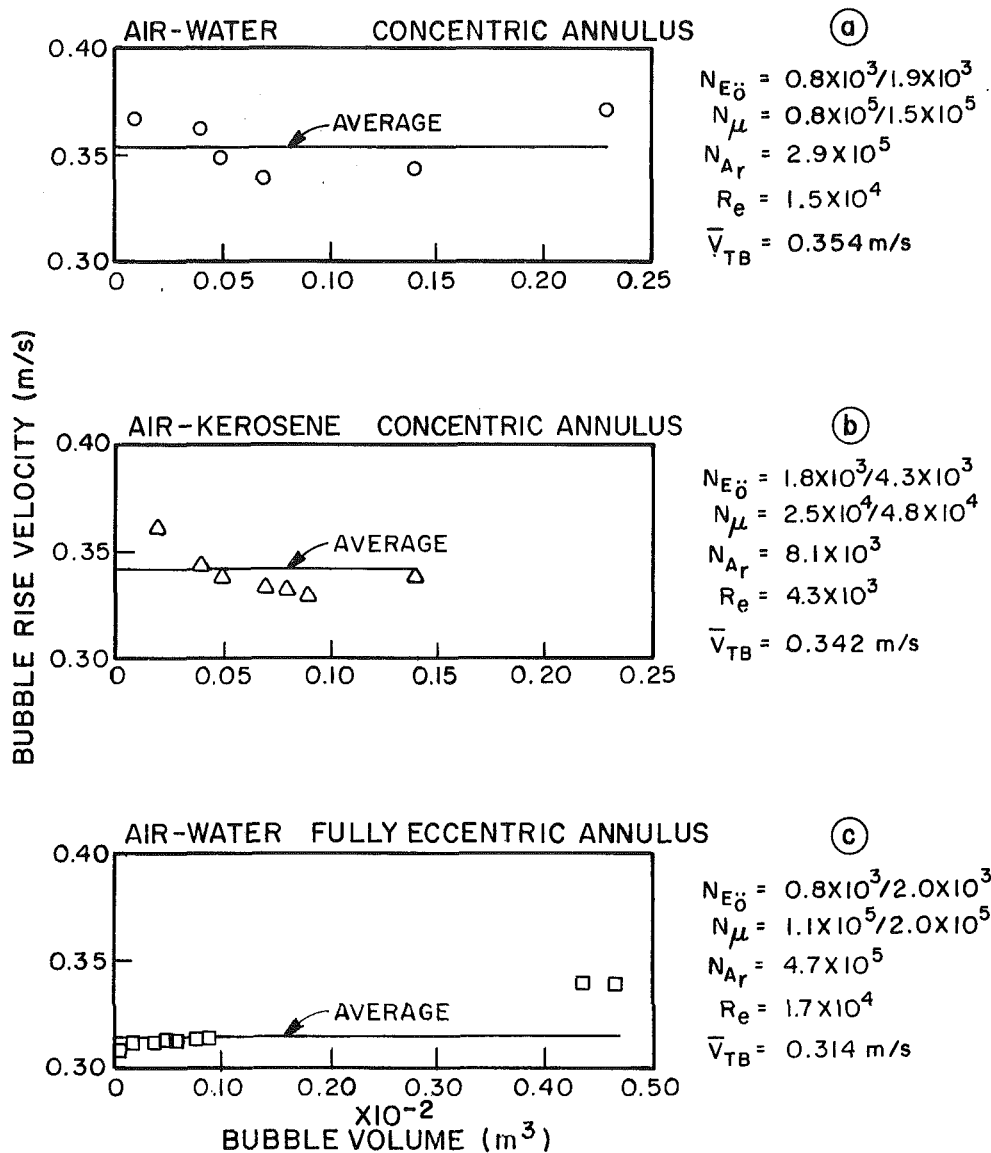 AIR-WATER CONCENTRIC ANNULUS
a
0.40
0.35
0.30
AVERAGE
0 0.05 0.10 0.15 0.20 0.25
N_Eö = 0.8X10³/1.9X10³
N_μ = 0.8X10⁵/1.5X10⁵
N_Ar = 2.9X10⁵
R_e = 1.5X10⁴
V̅_TB = 0.354 m/s
BUBBLE RISE VELOCITY (m/s)
AIR-KEROSENE CONCENTRIC ANNULUS
b
0.40
0.35
0.30
AVERAGE
0 0.05 0.10 0.15 0.20 0.25
N_Eö = 1.8X10³/4.3X10³
N_μ = 2.5X10⁴/4.8X10⁴
N_Ar = 8.1X10³
R_e = 4.3X10³
V̅_TB = 0.342 m/s
AIR-WATER FULLY ECCENTRIC ANNULUS
c
0.40
0.35
0.30
AVERAGE
0 0.10 0.20 0.30 0.40 0.50
N_Eö = 0.8X10³/2.0X10³
N_μ = 1.1X10⁵/2.0X10⁵
N_Ar = 4.7X10⁵
R_e = 1.7X10⁴
V̅_TB = 0.314 m/s
X10⁻²
BUBBLE VOLUME (m³)